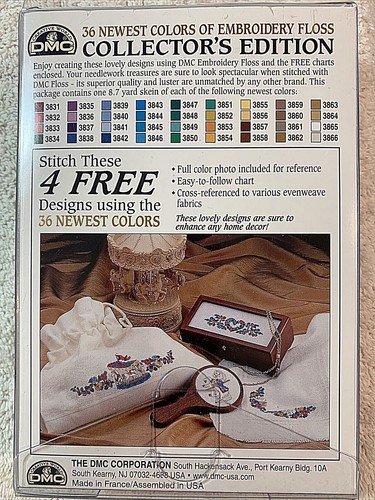 CREATIVE WORLD
DMC
36 NEWEST COLORS OF EMBROIDERY FLOSS
COLLECTOR'S EDITION
Enjoy creating these lovely designs using DMC Embroidery Floss and the FREE charts
enclosed. Your needlework treasures are sure to look spectacular when stitched with
DMC Floss - its superior quality and luster are unmatched by any other brand. This
package contains one 8.7 yard skein of each of the following newest colors:
3831 3835 3839 3843 3847 3851 3855 3859 3863
3832 3836 3840 3844 3848 3852 3856 3860 3864
3833 3837 3841 3845 3849 3853 3857 3861 3865
3834 3838 3842 3846 3850 3854 3858 3862 3866
Stitch These
4 FREE
Designs using the
36 NEWEST COLORS
• Full color photo included for reference
• Easy-to-follow chart
• Cross-referenced to various evenweave
fabrics
These lovely designs are sure to
enhance any home decor!
DMC
THE DMC CORPORATION South Hackensack Ave., Port Kearny Bldg. 10A
South Kearny, NJ 07032-4688 USA • www.dmc-usa.com
Made in France/Assembled in USA